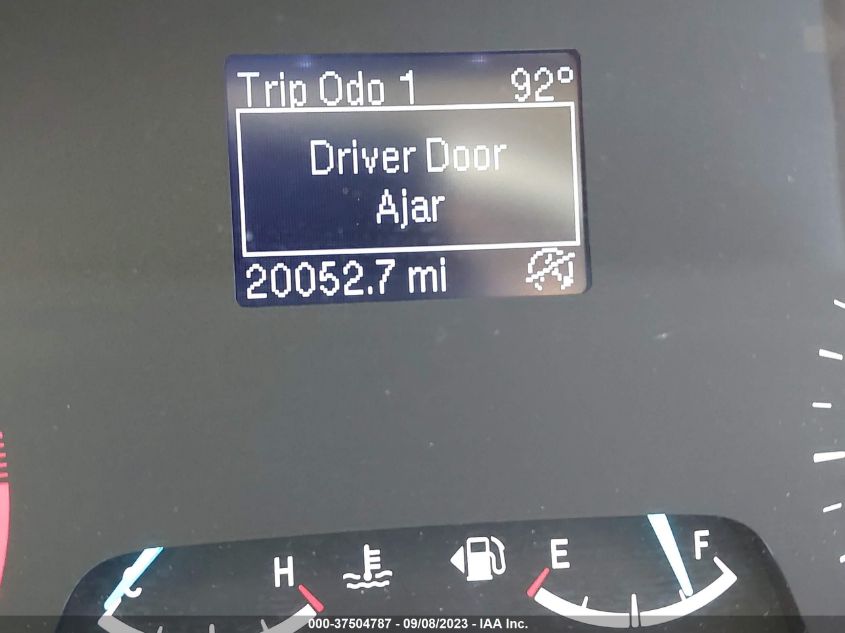 Trip Odo 1 92°
Driver Door
Ajar
20052.7 mi
C H E F
000-37504787 - 09/08/2023 - IAA Inc.